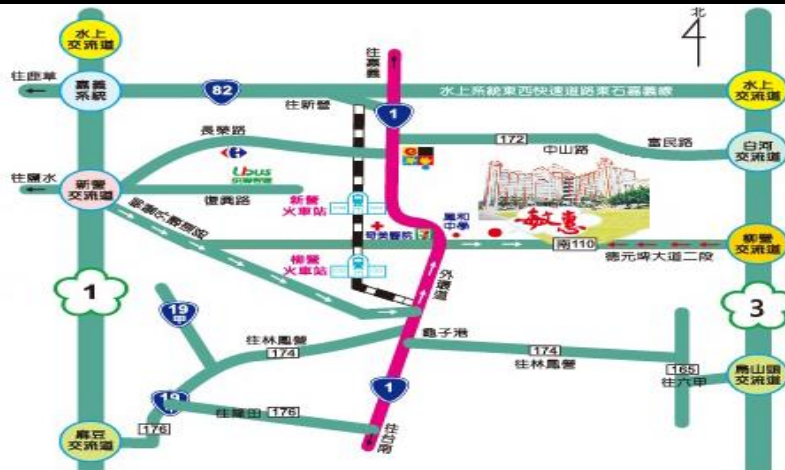 北
水上
交流道
往嘉義
往鹿草
嘉義
系統
82
水上系統東西快速道路東石嘉義線
水上
交流道
往新營
1
長榮路
172
中山路
富民路
白河
交流道
Ubus
往鹽水
新營
交流道
復興路
新營
火車站
奇美醫院
鳳和
中學
敏惠
南110
柳營
交流道
德元埤大道二段
柳營
火車站
外環道
1
3
19
甲
往林鳳營
174
龜子港
174
往林鳳營
165
往六甲
烏山頭
交流道
19
甲
1
往隆田
176
176
往台南
麻豆
交流道